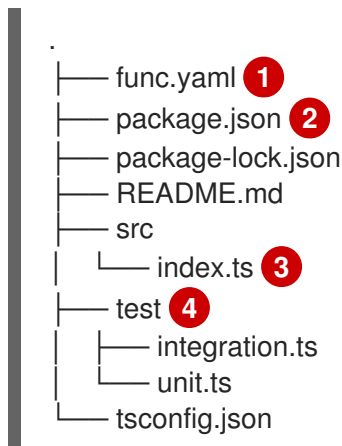 .
├── func.yaml 1
├── package.json 2
├── package-lock.json
├── README.md
├── src
│   └── index.ts 3
├── test 4
│   ├── integration.ts
│   └── unit.ts
└── tsconfig.json